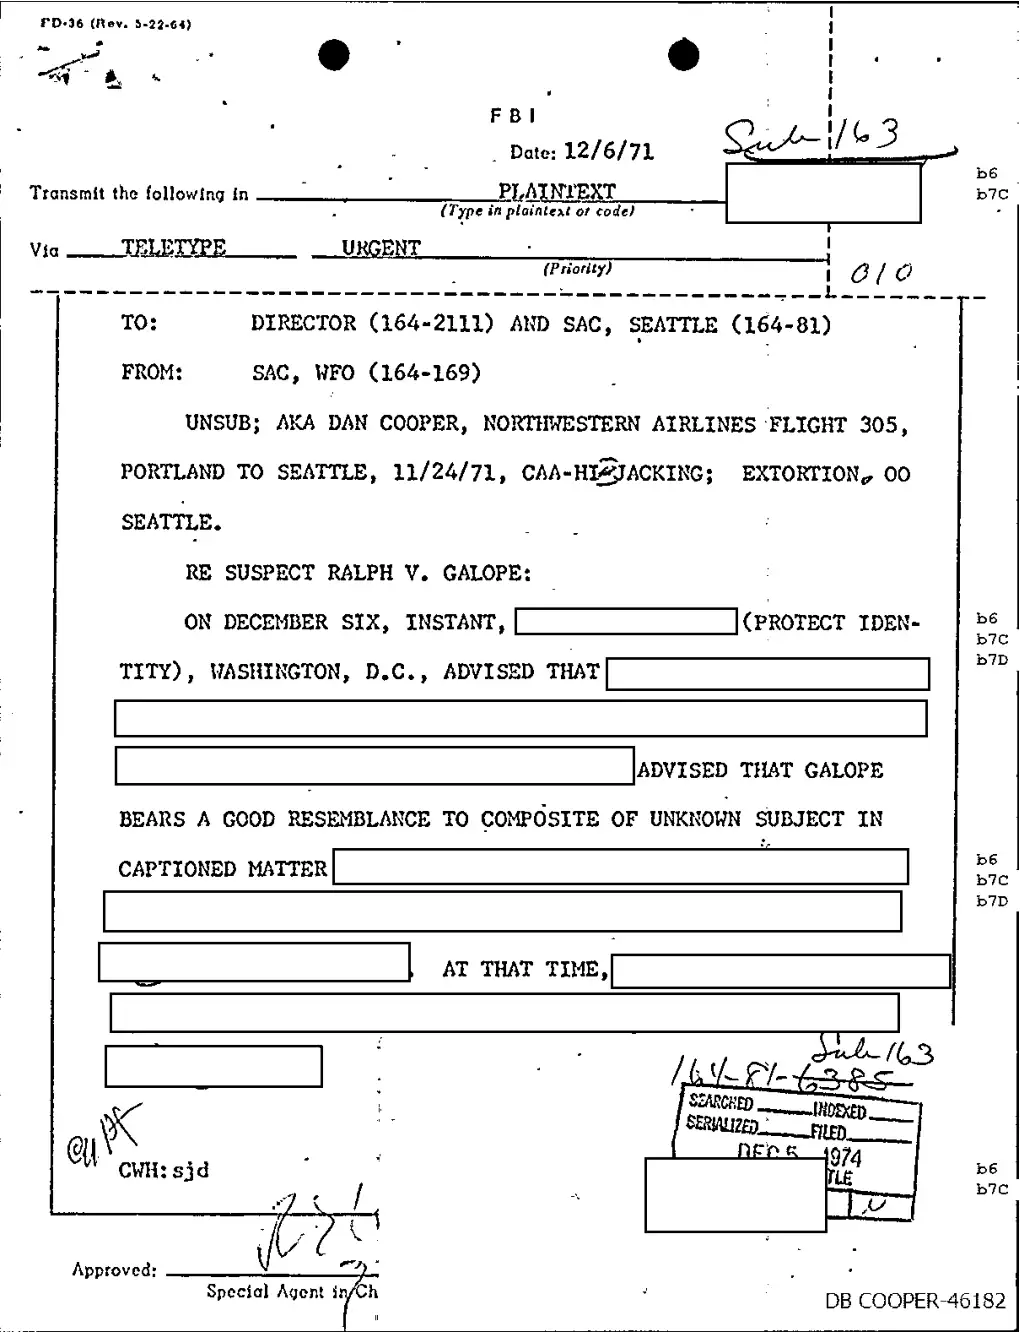 FD-36 (Rev. 5-22-64)
F B I
Date: 12/6/71
Sub 163
b6
b7C
Transmit the following in PLAINTEXT
(Type in plaintext or code)
Via TELETYPE URGENT
(Priority)
010
TO: DIRECTOR (164-2111) AND SAC, SEATTLE (164-81)
FROM: SAC, WFO (164-169)
UNSUB; AKA DAN COOPER, NORTHWESTERN AIRLINES FLIGHT 305,
PORTLAND TO SEATTLE, 11/24/71, CAA-HIJACKING; EXTORTION, OO
SEATTLE.
RE SUSPECT RALPH V. GALOPE:
ON DECEMBER SIX, INSTANT, (PROTECT IDEN-
b6
b7C
b7D
TITY), WASHINGTON, D.C., ADVISED THAT
ADVISED THAT GALOPE
BEARS A GOOD RESEMBLANCE TO COMPOSITE OF UNKNOWN SUBJECT IN
CAPTIONED MATTER
b6
b7C
b7D
. AT THAT TIME,
Sub 163
164-81-6385
SEARCHED INDEXED
SERIALIZED FILED
DEC 5 1974
TLE
CWH:sjd
b6
b7C
Approved:
Special Agent in Ch
DB COOPER-46182